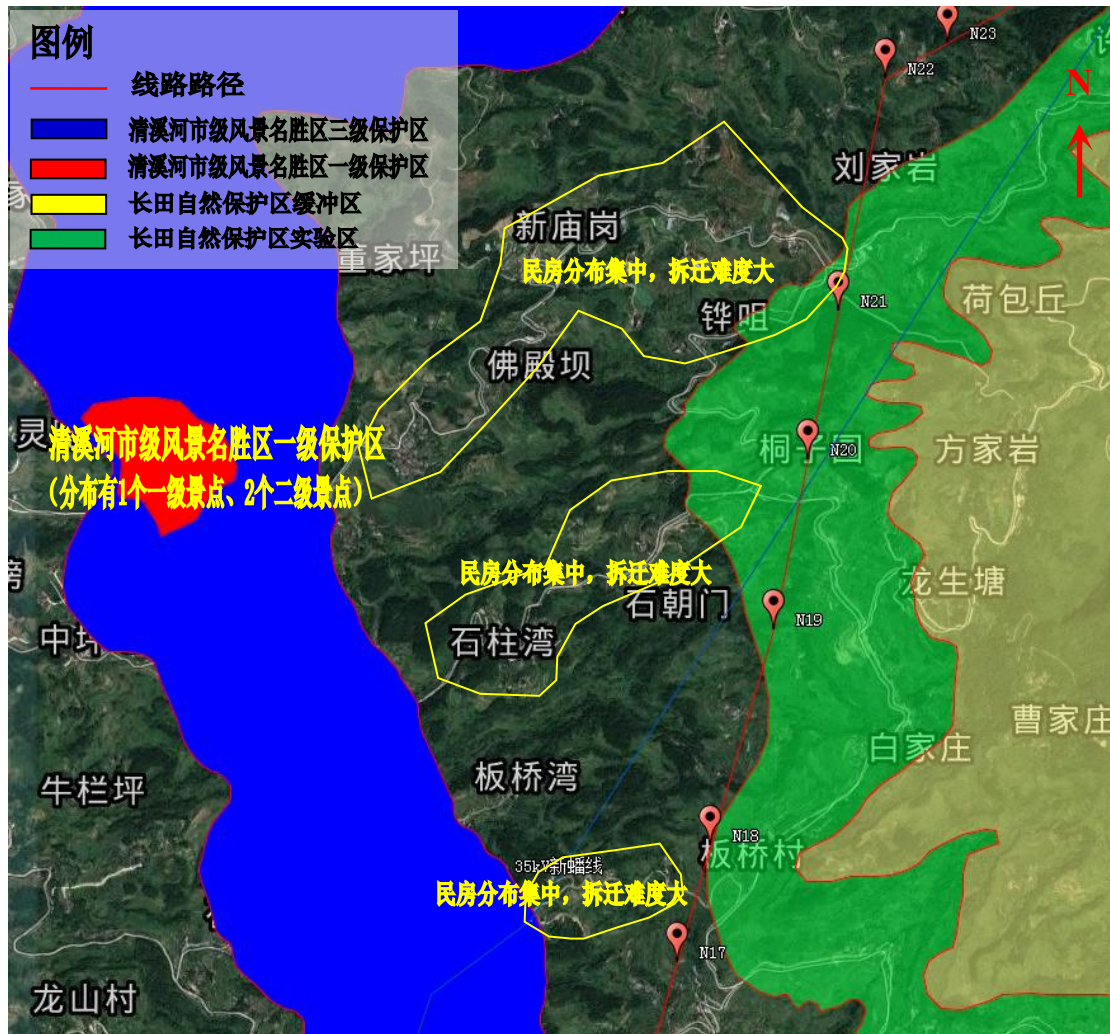 图例
线路路径
清溪河市级风景名胜区三级保护区
清溪河市级风景名胜区一级保护区
长田自然保护区缓冲区
长田自然保护区实验区
N23
N22
N
刘家岩
新庙岗
董家坪
民房分布集中，拆迁难度大
N21
荷包丘
铧咀
佛殿坝
灵
清溪河市级风景名胜区一级保护区
(分布有1个一级景点、2个二级景点)
桐子园
N20
方家岩
民房分布集中，拆迁难度大
龙生塘
石朝门
N19
石柱湾
中坪
曹家庄
白家庄
板桥湾
牛栏坪
N18
板桥村
35kV新蟠线
民房分布集中，拆迁难度大
N17
龙山村